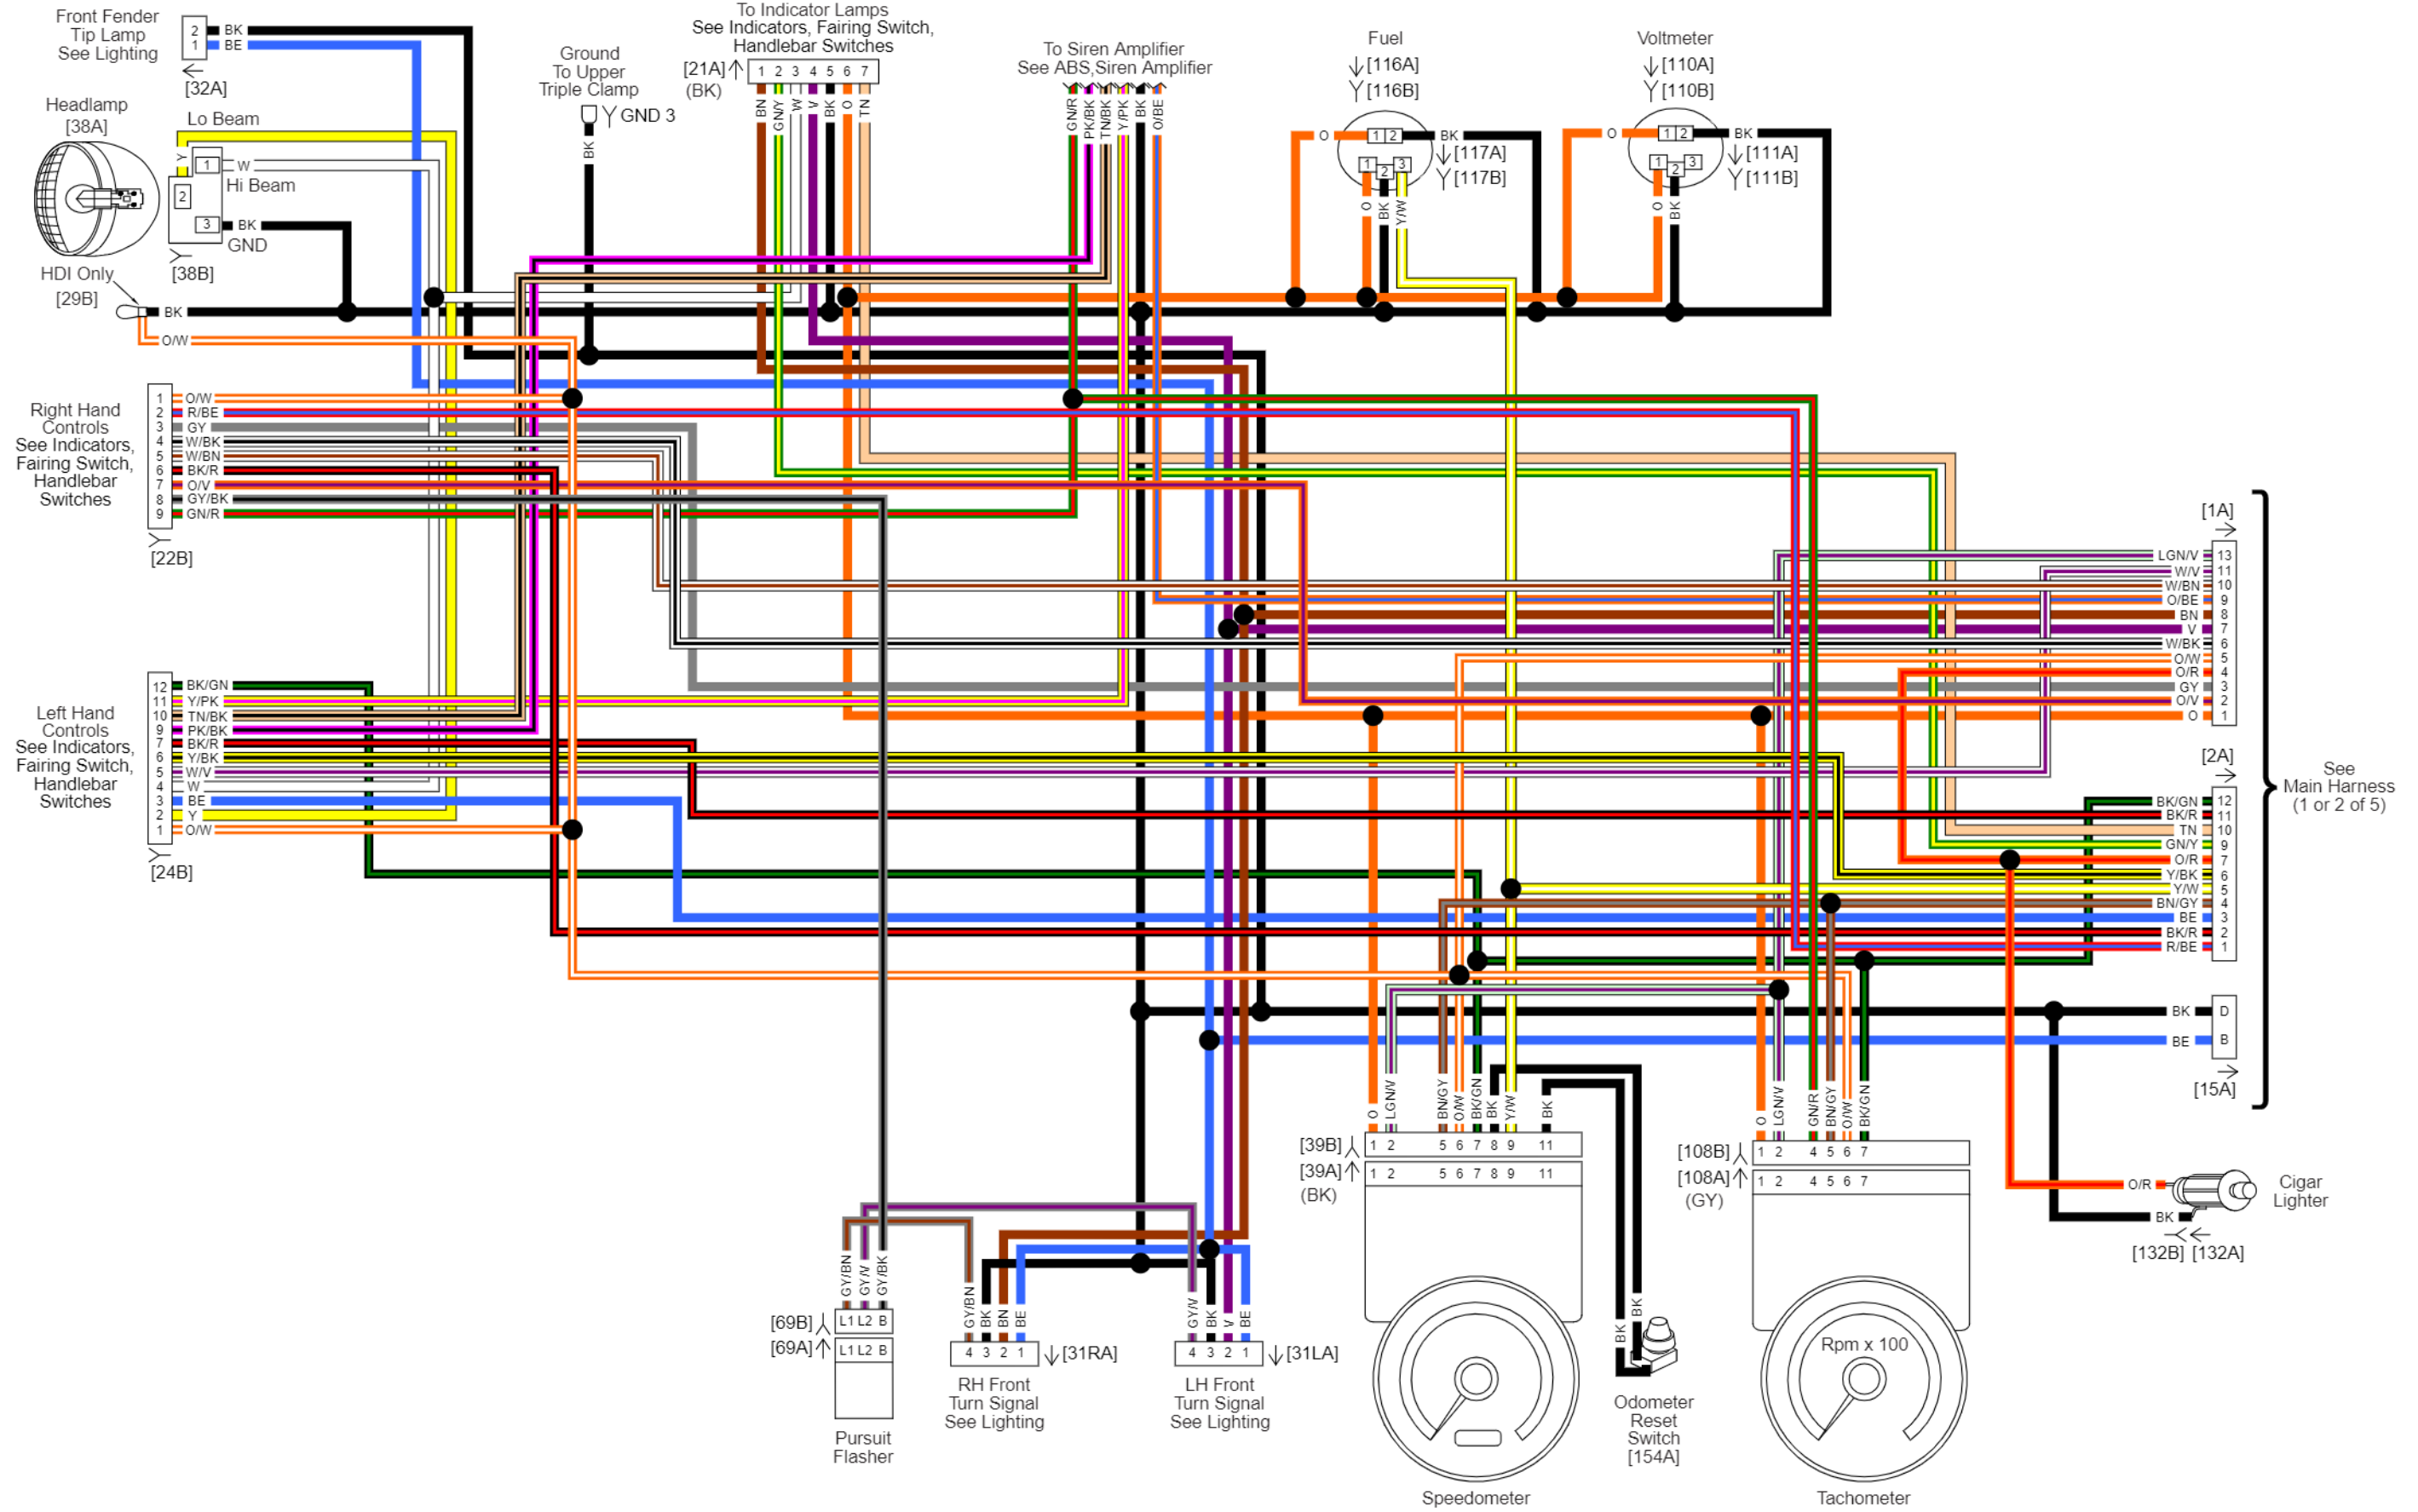 Front Fender
Tip Lamp
See Lighting
2 BK
1 BE
[32A]
Headlamp
[38A]
Lo Beam
Y
1 W
Hi Beam
2
3 BK
GND
[38B]
HDI Only
[29B]
BK
O/W
Ground
To Upper
Triple Clamp
GND 3
BK
To Indicator Lamps
See Indicators, Fairing Switch,
Handlebar Switches
[21A]
(BK)
1 2 3 4 5 6 7
BN GN/Y W V BK O TN
To Siren Amplifier
See ABS,Siren Amplifier
GN/R PK/BK TN/BK Y/PK BK O/BE
Fuel
[116A]
[116B]
O 1 2 BK
[117A]
[117B]
1 2 3
O BK Y/W
Voltmeter
[110A]
[110B]
O 1 2 BK
[111A]
[111B]
1 2 3
O BK
Right Hand
Controls
See Indicators,
Fairing Switch,
Handlebar
Switches
1 O/W
2 R/BE
3 GY
4 W/BK
5 W/BN
6 BK/R
7 O/V
8 GY/BK
9 GN/R
[22B]
Left Hand
Controls
See Indicators,
Fairing Switch,
Handlebar
Switches
12 BK/GN
11 Y/PK
10 TN/BK
9 PK/BK
7 BK/R
6 Y/BK
5 W/V
4 W
3 BE
2 Y
1 O/W
[24B]
[1A]
LGN/V 13
W/V 11
W/BN 10
O/BE 9
BN 8
V 7
W/BK 6
O/W 5
O/R 4
GY 3
O/V 2
O 1
[2A]
BK/GN 12
BK/R 11
TN 10
GN/Y 9
O/R 7
Y/BK 6
Y/W 5
BN/GY 4
BE 3
BK/R 2
R/BE 1
BK D
BE B
[15A]
See
Main Harness
(1 or 2 of 5)
GY/BN GY/V GY/BK
[69B] L1 L2 B
[69A] L1 L2 B
Pursuit
Flasher
GY/BN BK BN BE
4 3 2 1 [31RA]
RH Front
Turn Signal
See Lighting
GY/V BK V BE
4 3 2 1 [31LA]
LH Front
Turn Signal
See Lighting
O LGN/V BN/GY O/W BK/GN BK Y/W BK
[39B] 1 2 5 6 7 8 9 11
[39A] 1 2 5 6 7 8 9 11
(BK)
Speedometer
BK BK
Odometer
Reset
Switch
[154A]
O LGN/V GN/R BN/GY O/W BK/GN
[108B] 1 2 4 5 6 7
[108A] 1 2 4 5 6 7
(GY)
Rpm x 100
Tachometer
O/R
BK
Cigar
Lighter
[132B] [132A]